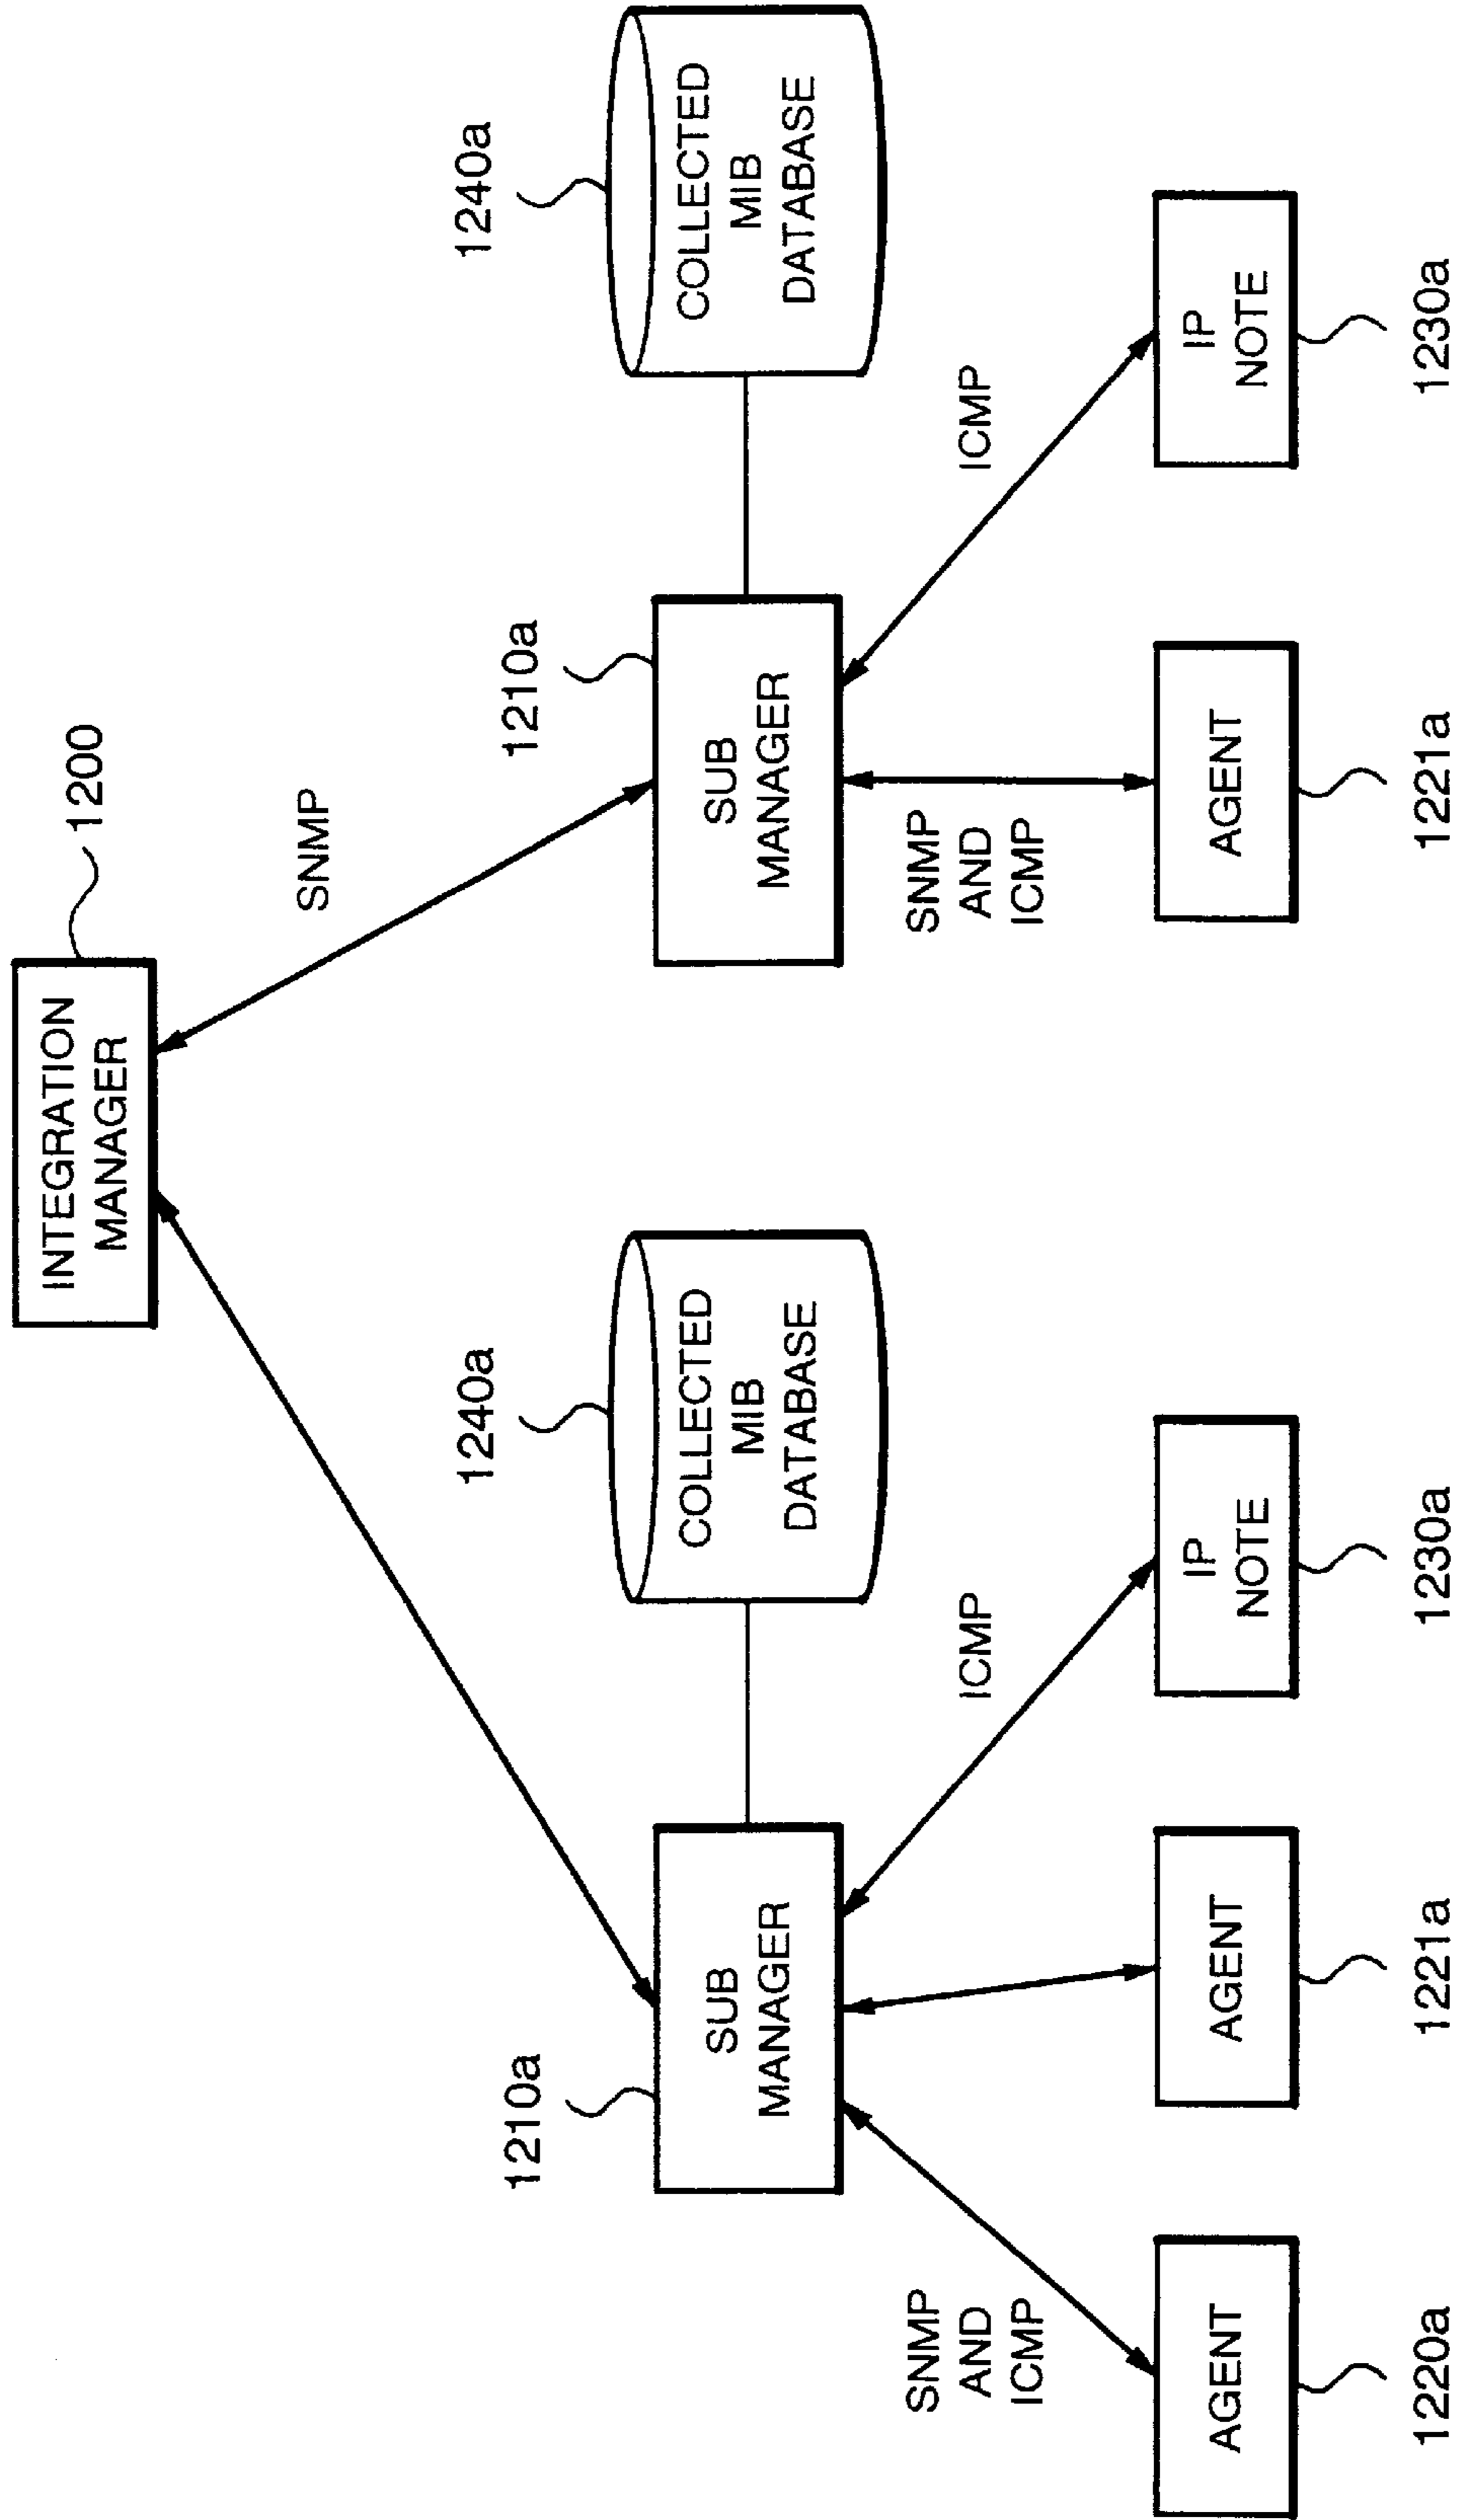 INTEGRATION
MANAGER
1200
SNMP
1210a
SUB
MANAGER
1240a
COLLECTED
MIB
DATABASE
1210a
SUB
MANAGER
1240a
COLLECTED
MIB
DATABASE
SNMP
AND
ICMP
ICMP
SNMP
AND
ICMP
ICMP
AGENT
1220a
AGENT
1221a
IP
NOTE
1230a
AGENT
1221a
IP
NOTE
1230a